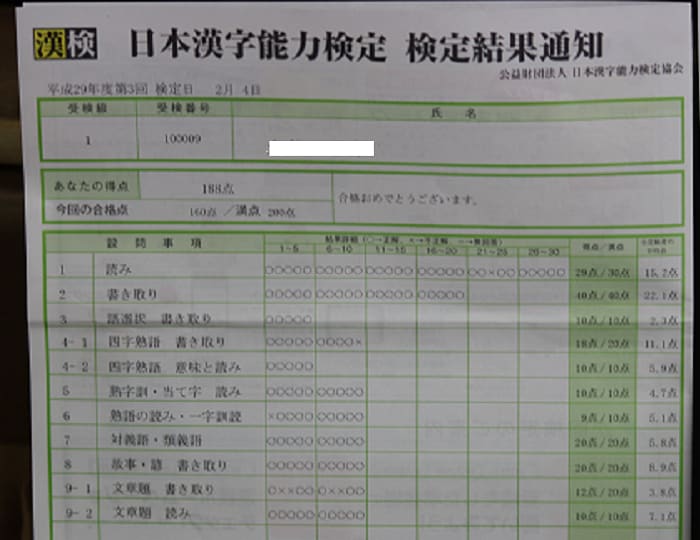 漢検 日本漢字能力検定 検定結果通知
公益財団法人 日本漢字能力検定協会
平成29年度第3回 検定日 2月 4日
受検級 受検番号 氏名
1 100009
あなたの得点 188点
合格おめでとうございます。
今回の合格点 160点 /満点 200点
設問事項 結果詳細 (○→正解、×→不正解、−→無回答) 得点/満点
1~5 6~10 11~15 16~20 21~25 26~30
1 読み ○○○○○ ○○○○○ ○○○○○ ○○○○○ ○○×○○ ○○○○○ 29点/30点 15.2点
2 書き取り ○○○○○ ○○○○○ ○○○○○ ○○○○○ 40点/40点 22.1点
3 語選択 書き取り ○○○○○ 10点/10点 2.3点
4-1 四字熟語 書き取り ○○○○○ ○○○○× 18点/20点 11.1点
4-2 四字熟語 意味と読み ○○○○○ 10点/10点 5.9点
5 熟字訓・当て字 読み ○○○○○ ○○○○○ 10点/10点 4.7点
6 熟語の読み・一字訓読 ×○○○○ ○○○○○ 9点/10点 5.1点
7 対義語・類義語 ○○○○○ ○○○○○ 20点/20点 5.8点
8 故事・諺 書き取り ○○○○○ ○○○○○ 20点/20点 8.9点
9-1 文章題 書き取り ○××○○ ○××○○ 12点/20点 3.8点
9-2 文章題 読み ○○○○○ ○○○○○ 10点/10点 7.1点